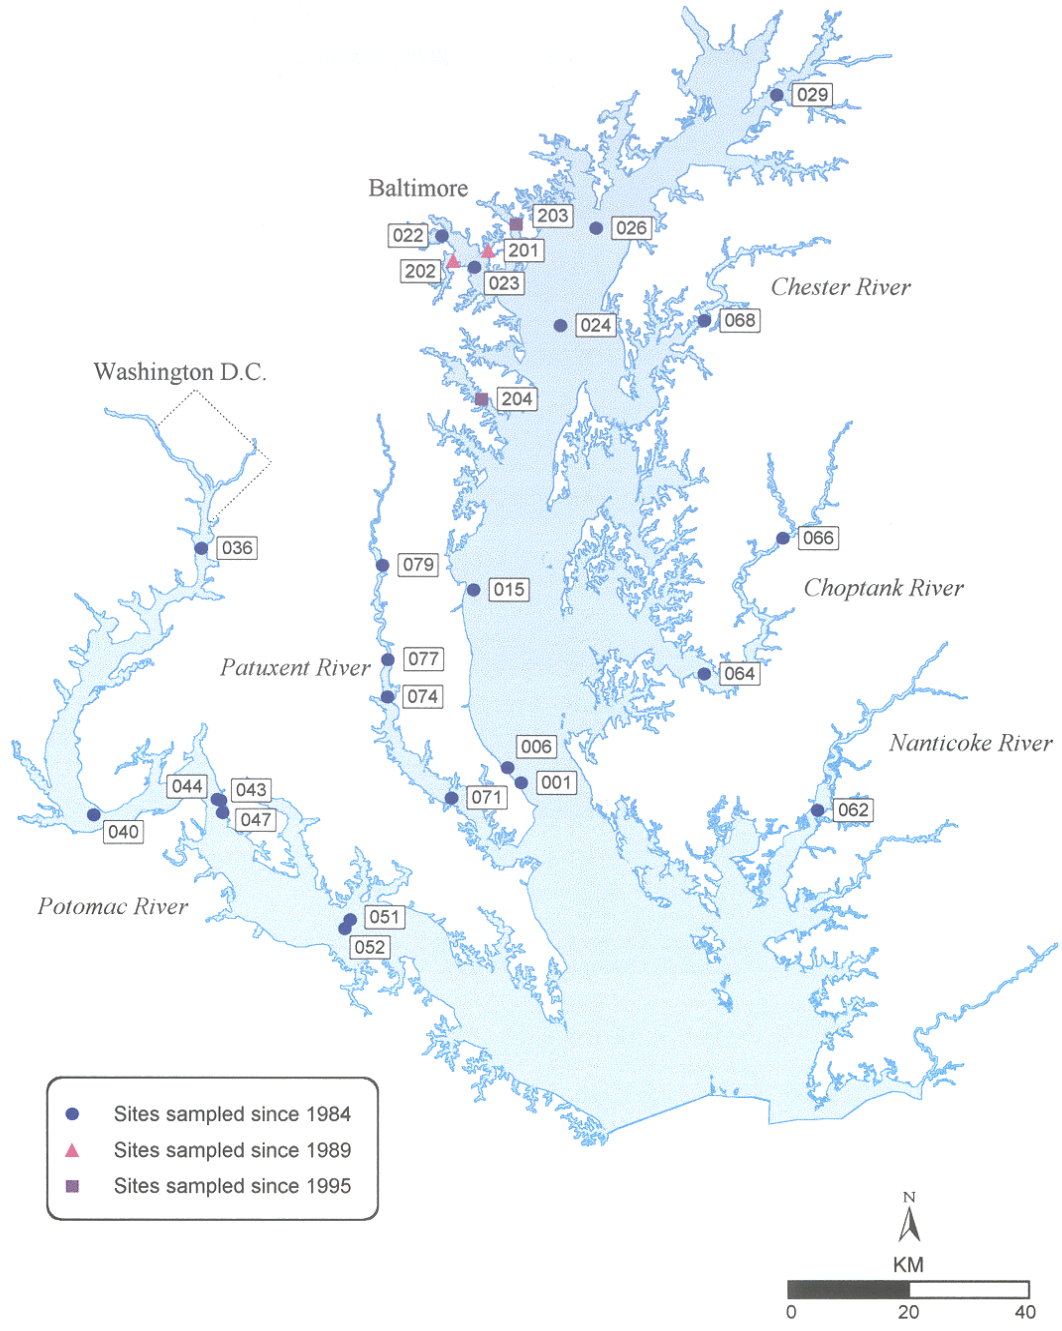 029
Baltimore
203
022
026
201
202
023
Chester River
024
068
Washington D.C.
204
036
066
079
015
Choptank River
077
Patuxent River
064
074
Nanticoke River
006
044
043
001
071
047
062
040
Potomac River
051
052
Sites sampled since 1984
Sites sampled since 1989
Sites sampled since 1995
N
KM
0 20 40